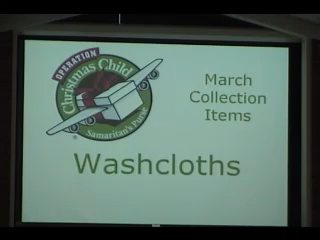 OPERATION
Christmas Child
Samaritan's Purse
®
March
Collection
Items
Washcloths